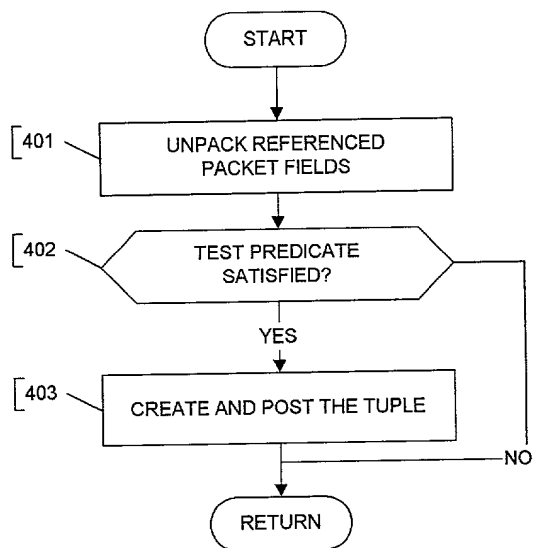 START
401
UNPACK REFERENCED
PACKET FIELDS
402
TEST PREDICATE
SATISFIED?
YES
403
CREATE AND POST THE TUPLE
NO
RETURN